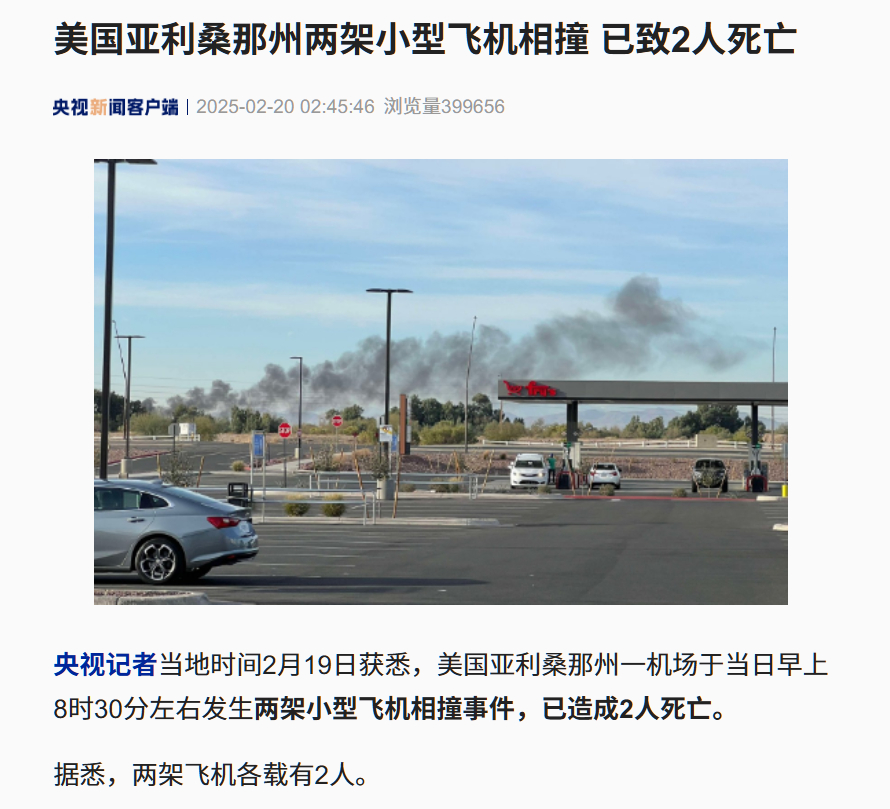 美国亚利桑那州两架小型飞机相撞 已致2人死亡
央视新闻客户端 | 2025-02-20 02:45:46 浏览量399656
央视记者当地时间2月19日获悉，美国亚利桑那州一机场于当日早上
8时30分左右发生两架小型飞机相撞事件，已造成2人死亡。
据悉，两架飞机各载有2人。